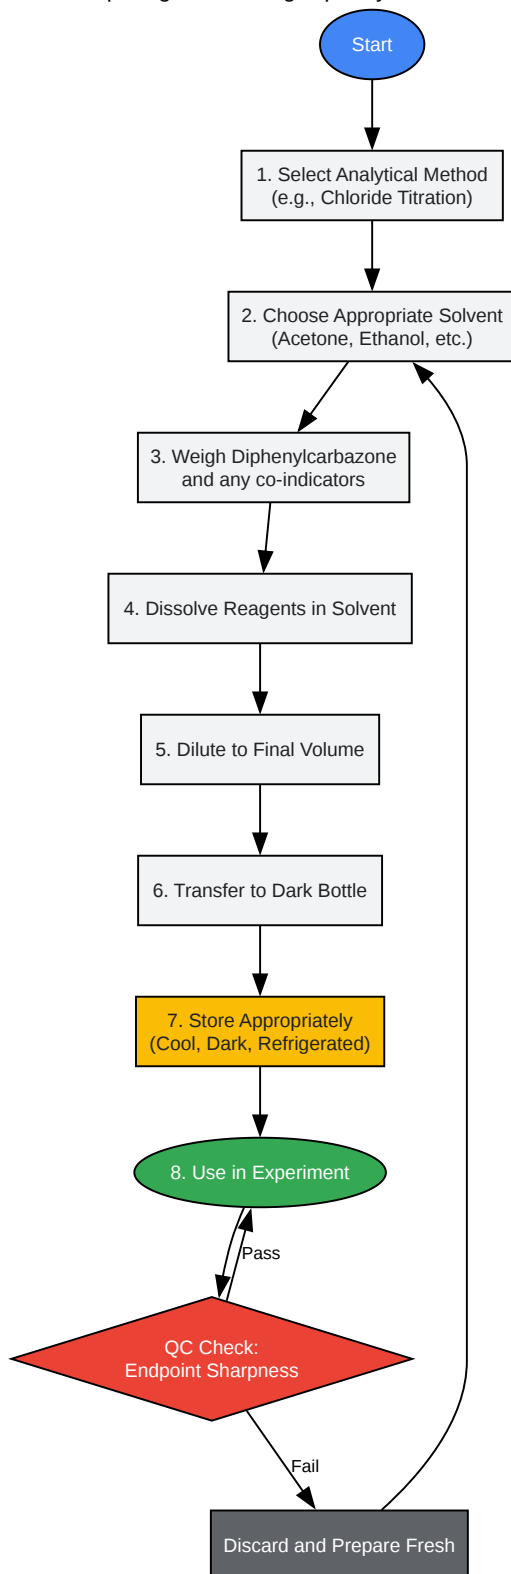 Start
1. Select Analytical Method
(e.g., Chloride Titration)
2. Choose Appropriate Solvent
(Acetone, Ethanol, etc.)
3. Weigh Diphenylcarbazone
and any co-indicators
4. Dissolve Reagents in Solvent
5. Dilute to Final Volume
6. Transfer to Dark Bottle
7. Store Appropriately
(Cool, Dark, Refrigerated)
8. Use in Experiment
Pass
QC Check:
Endpoint Sharpness
Fail
Discard and Prepare Fresh